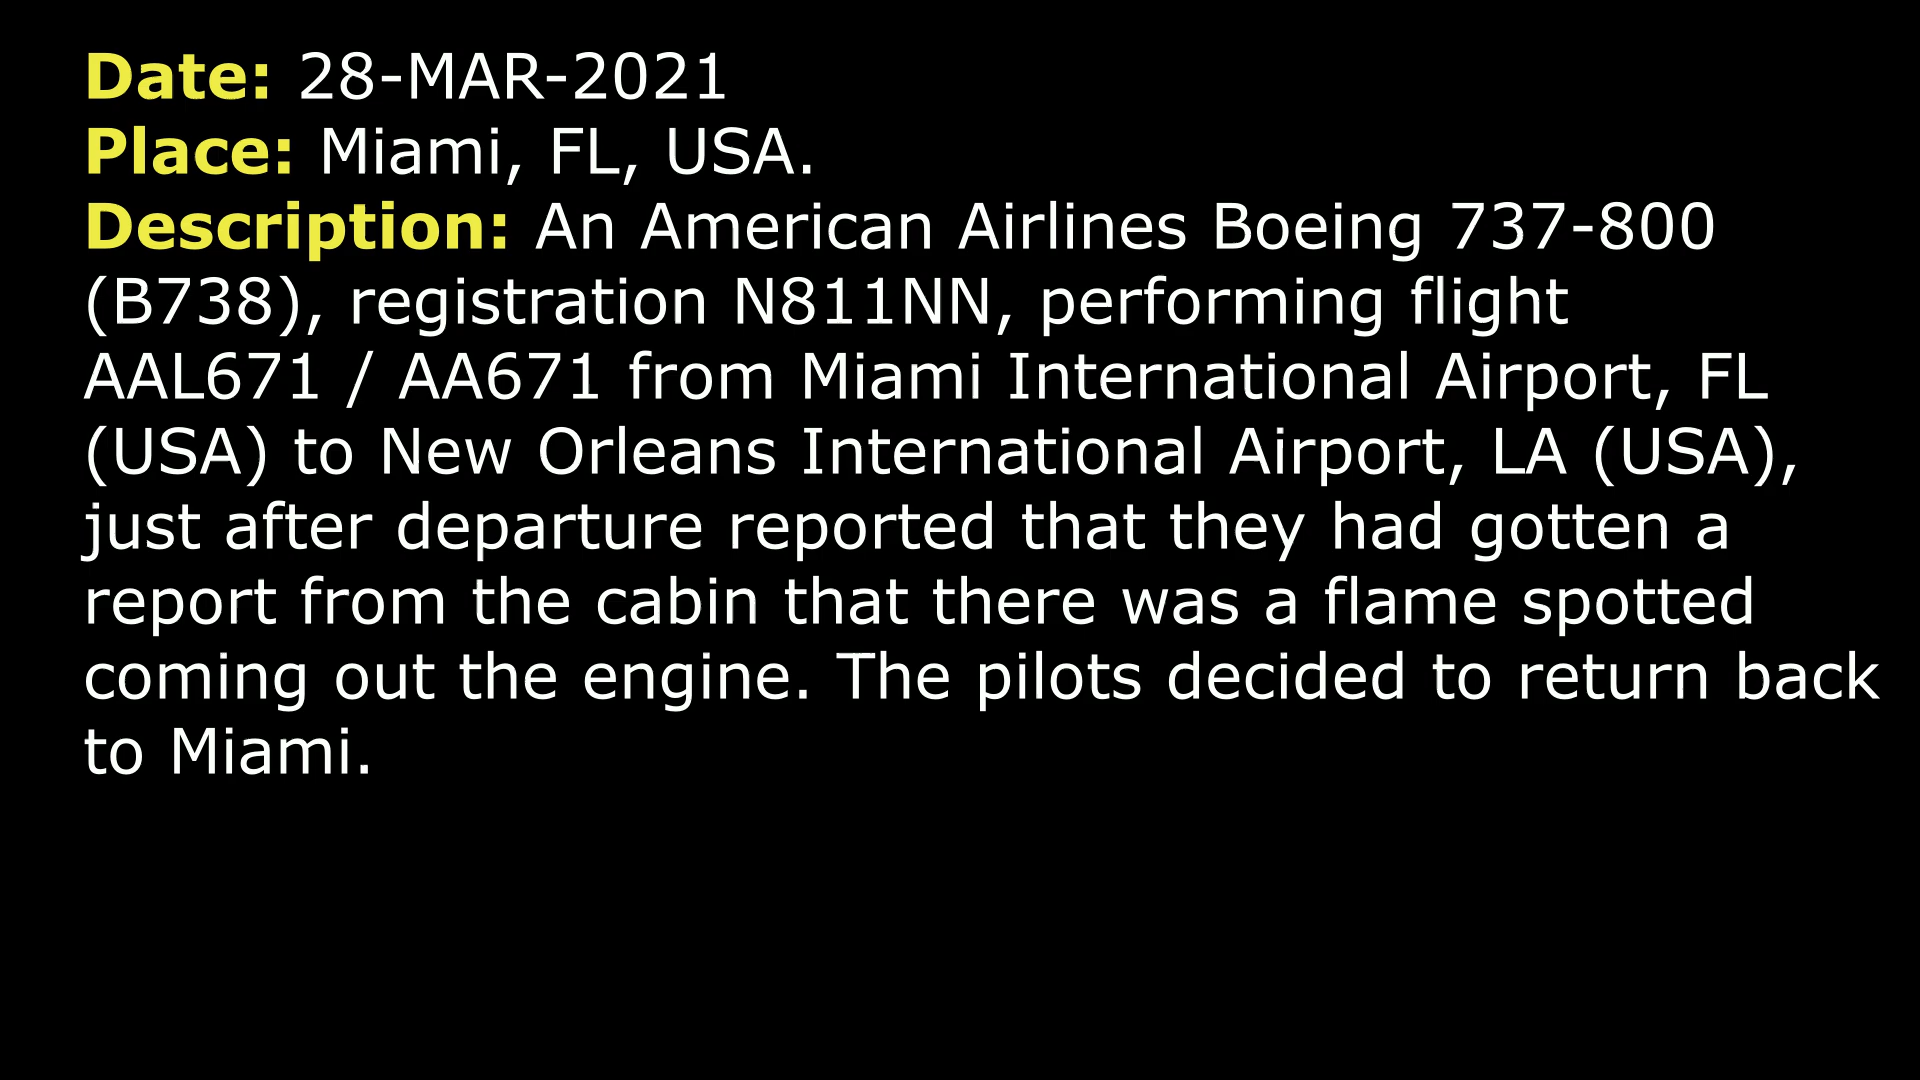 Date: 28-MAR-2021
Place: Miami, FL, USA.
Description: An American Airlines Boeing 737-800
(B738), registration N811NN, performing flight
AAL671 / AA671 from Miami International Airport, FL
(USA) to New Orleans International Airport, LA (USA),
just after departure reported that they had gotten a
report from the cabin that there was a flame spotted
coming out the engine. The pilots decided to return back
to Miami.